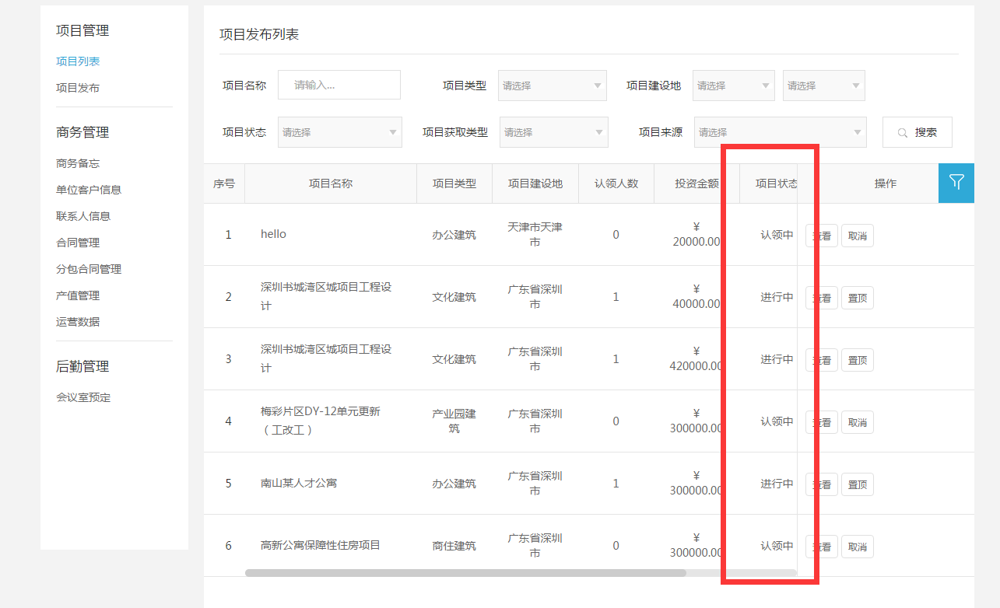 项目管理
项目列表
项目发布
商务管理
商务备忘
单位客户信息
联系人信息
合同管理
分包合同管理
产值管理
运营数据
后勤管理
会议室预定
项目发布列表
项目名称 请输入... 项目类型 请选择 项目建设地 请选择 请选择
项目状态 请选择 项目获取类型 请选择 项目来源 请选择 搜索
序号 项目名称 项目类型 项目建设地 认领人数 投资金额 项目状态 操作
1 hello 办公建筑 天津市天津
市 0 ¥
20000.00 认领中 查看 取消
2 深圳书城湾区城项目工程设
计 文化建筑 广东省深圳
市 1 ¥
40000.00 进行中 查看 置顶
3 深圳书城湾区城项目工程设
计 文化建筑 广东省深圳
市 1 ¥
420000.00 进行中 查看 置顶
4 梅彩片区DY-12单元更新
（工改工） 产业园建
筑 广东省深圳
市 0 ¥
300000.00 认领中 查看 取消
5 南山某人才公寓 办公建筑 广东省深圳
市 1 ¥
300000.00 进行中 查看 置顶
6 高新公寓保障性住房项目 商住建筑 广东省深圳
市 0 ¥
300000.00 认领中 查看 取消